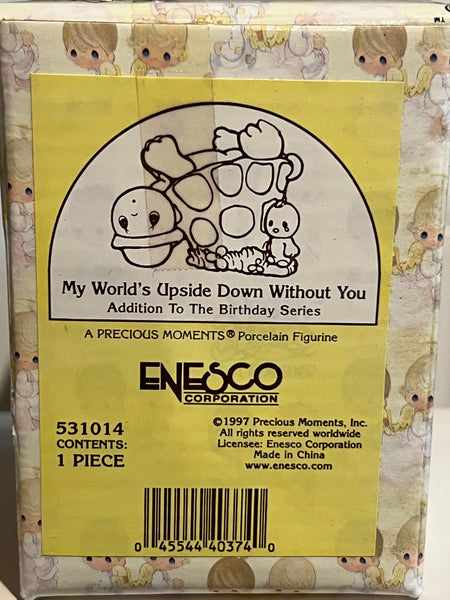 TM
My World's Upside Down Without You
Addition To The Birthday Series
A PRECIOUS MOMENTS® Porcelain Figurine
ENESCO
CORPORATION
531014
CONTENTS:
1 PIECE
©1997 Precious Moments, Inc.
All rights reserved worldwide
Licensee: Enesco Corporation
Made in China
www.enesco.com
0 45544 40374 0